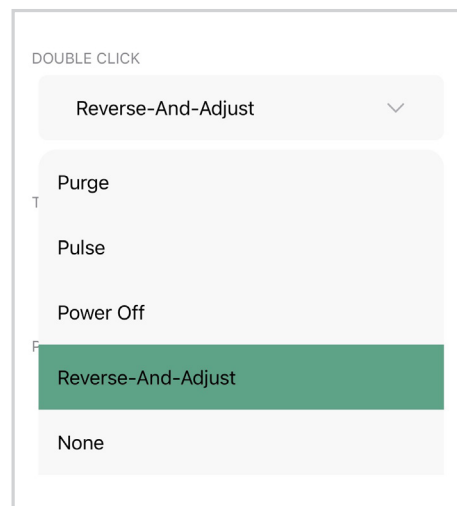 DOUBLE CLICK
Reverse-And-Adjust
Purge
Pulse
Power Off
Reverse-And-Adjust
None